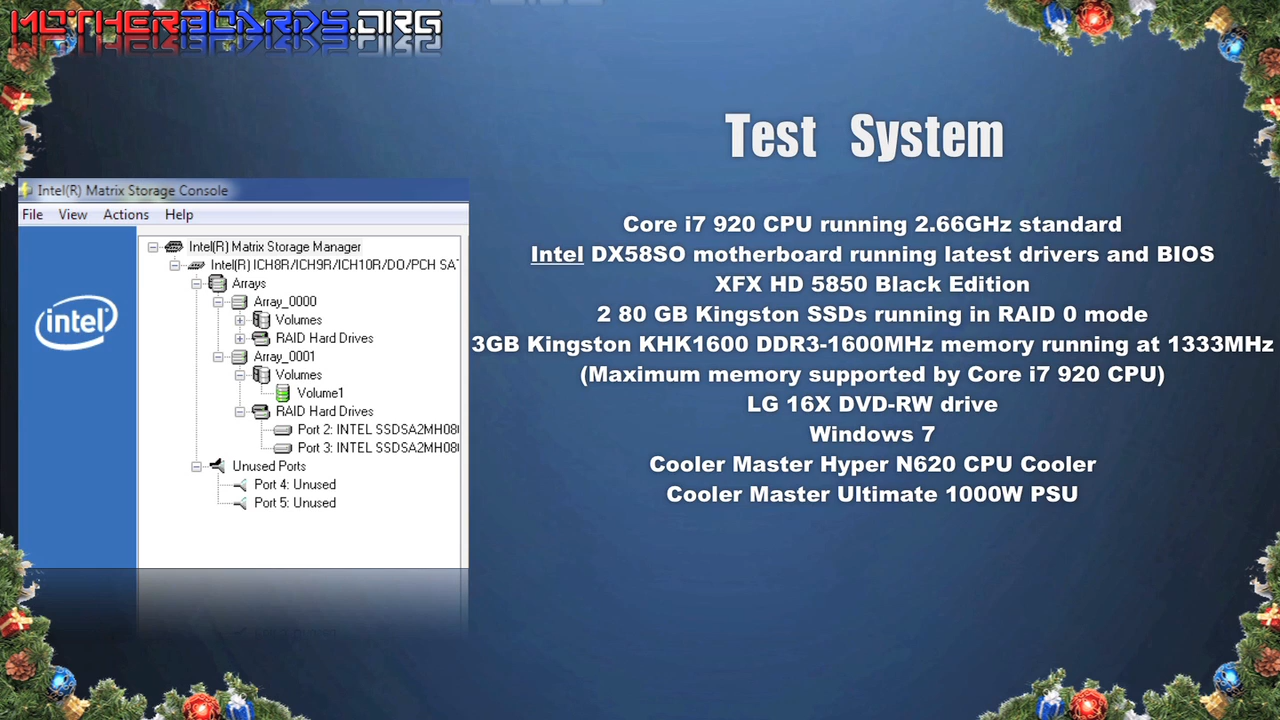 MOTHERBOARDS.ORG
Test System
Intel(R) Matrix Storage Console
File View Actions Help
intel
Intel(R) Matrix Storage Manager
Intel(R) ICH8R/ICH9R/ICH10R/DO/PCH SAT
Arrays
Array_0000
Volumes
RAID Hard Drives
Array_0001
Volumes
Volume1
RAID Hard Drives
Port 2: INTEL SSDSA2MH080
Port 3: INTEL SSDSA2MH080
Unused Ports
Port 4: Unused
Port 5: Unused
Core i7 920 CPU running 2.66GHz standard
Intel DX58SO motherboard running latest drivers and BIOS
XFX HD 5850 Black Edition
2 80 GB Kingston SSDs running in RAID 0 mode
3GB Kingston KHK1600 DDR3-1600MHz memory running at 1333MHz
(Maximum memory supported by Core i7 920 CPU)
LG 16X DVD-RW drive
Windows 7
Cooler Master Hyper N620 CPU Cooler
Cooler Master Ultimate 1000W PSU